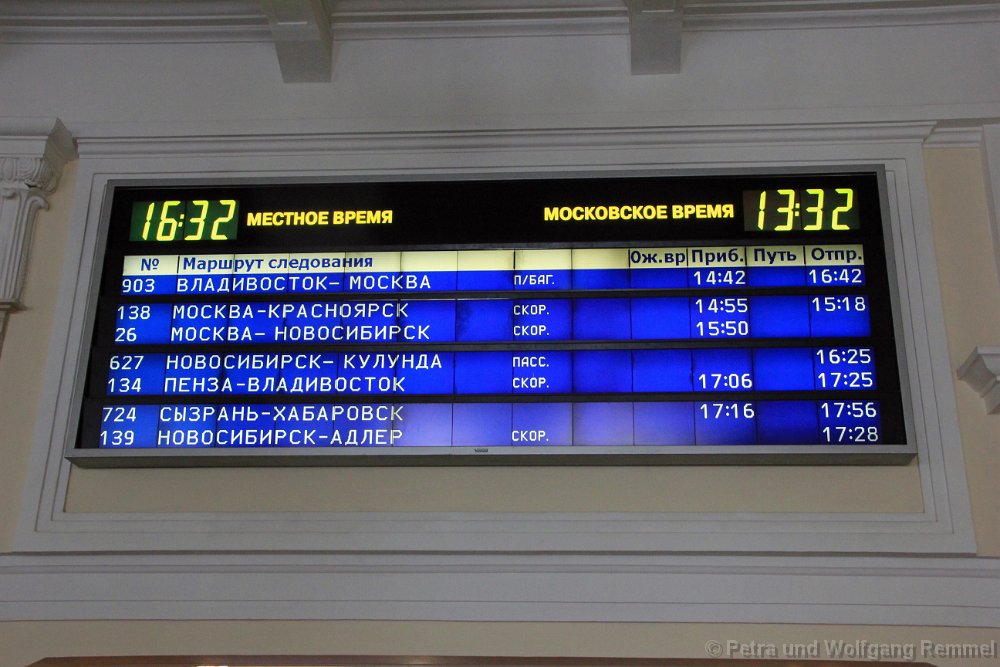 16:32 МЕСТНОЕ ВРЕМЯ МОСКОВСКОЕ ВРЕМЯ 13:32
№ Маршрут следования Ож.вр Приб. Путь Отпр.
903 ВЛАДИВОСТОК– МОСКВА П/БАГ. 14:42 16:42
138 МОСКВА-КРАСНОЯРСК СКОР. 14:55 15:18
26 МОСКВА– НОВОСИБИРСК СКОР. 15:50
627 НОВОСИБИРСК– КУЛУНДА ПАСС. 16:25
134 ПЕНЗА-ВЛАДИВОСТОК СКОР. 17:06 17:25
724 СЫЗРАНЬ-ХАБАРОВСК 17:16 17:56
139 НОВОСИБИРСК-АДЛЕР СКОР. 17:28
© Petra und Wolfgang Remmel